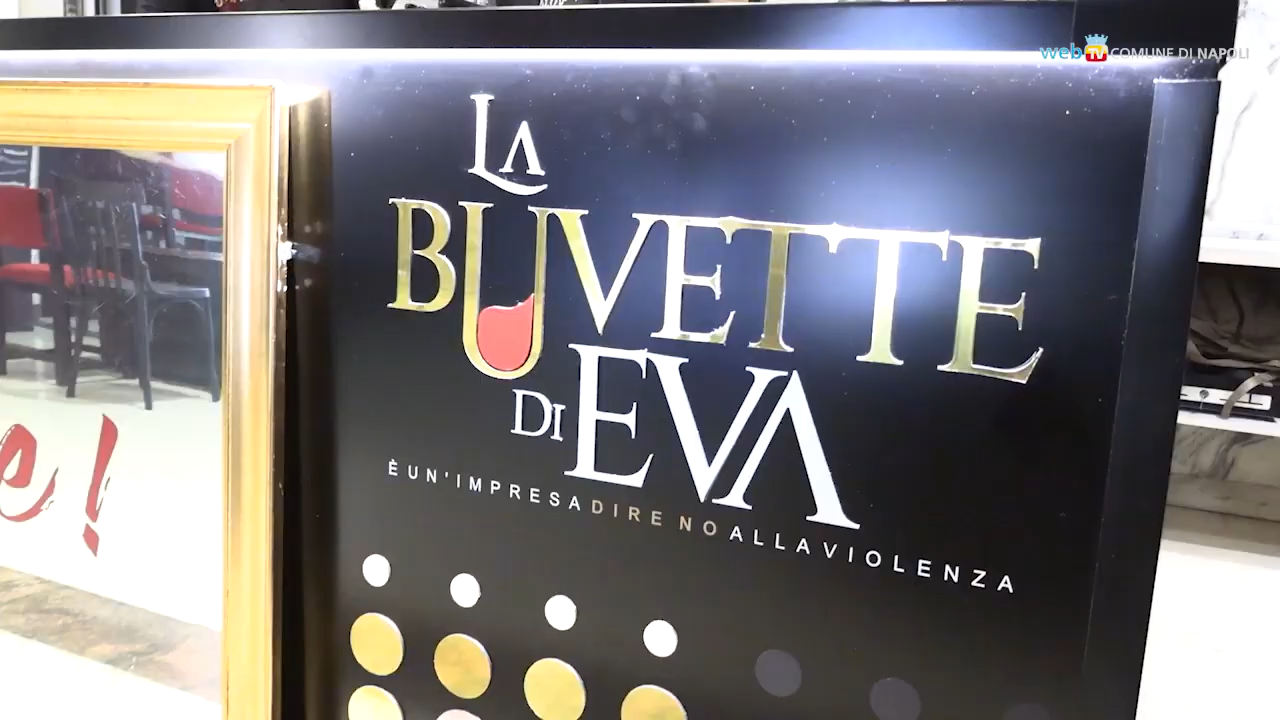 web TV COMUNE DI NAPOLI
LA
BUVETTE
DI EVA
È UN'IMPRESA DIRE NO ALLA VIOLENZA
e!